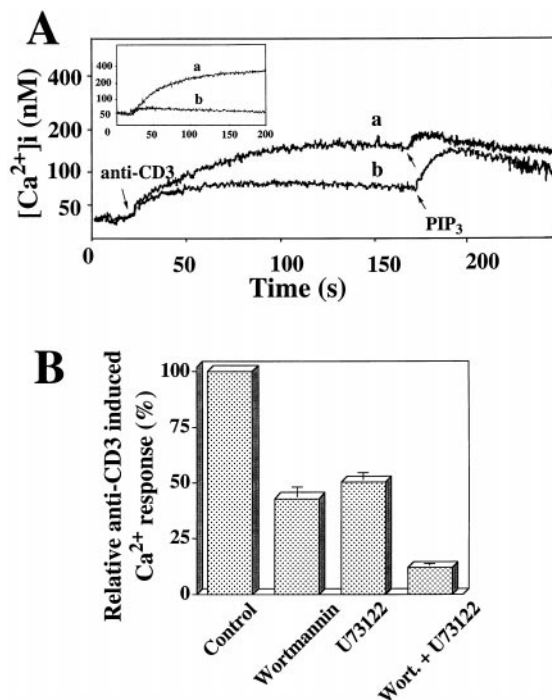 A
[Ca2+]i (nM)
400
200
100
50
400
200
100
50
a
b
0
50
100
150
200
anti-CD3
a
b
PIP3
0
50
100
150
200
Time (s)
B
Relative anti-CD3 induced
Ca2+ response (%)
100
75
50
25
0
Control
Wortmannin
U73122
Wort. + U73122